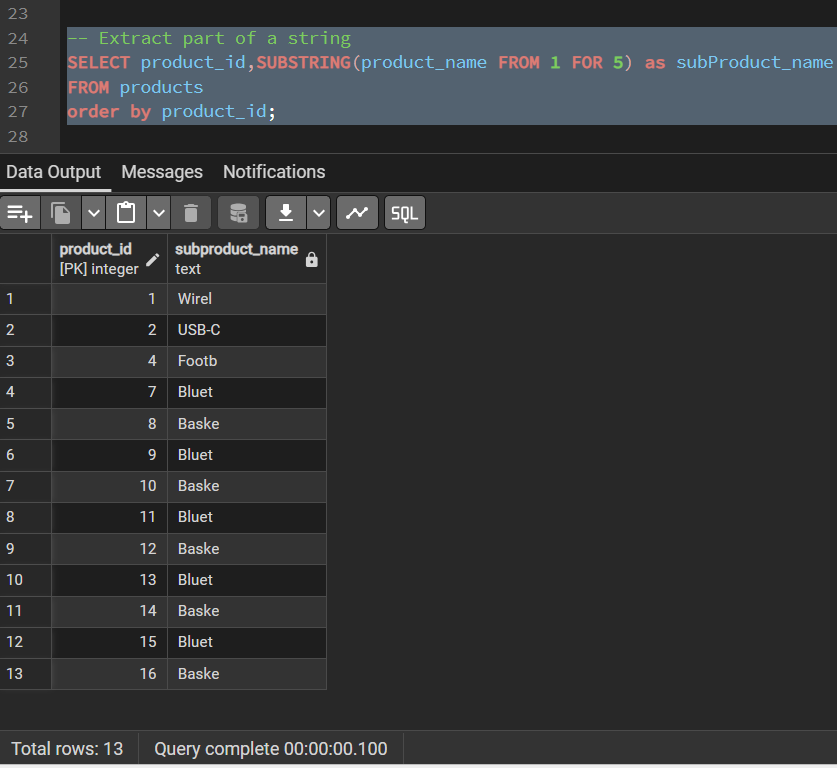 23
24 -- Extract part of a string
25 SELECT product_id,SUBSTRING(product_name FROM 1 FOR 5) as subProduct_name
26 FROM products
27 order by product_id;
28
Data Output Messages Notifications
SQL
product_id subproduct_name
[PK] integer text
1 1 Wirel
2 2 USB-C
3 4 Footb
4 7 Bluet
5 8 Baske
6 9 Bluet
7 10 Baske
8 11 Bluet
9 12 Baske
10 13 Bluet
11 14 Baske
12 15 Bluet
13 16 Baske
Total rows: 13 Query complete 00:00:00.100